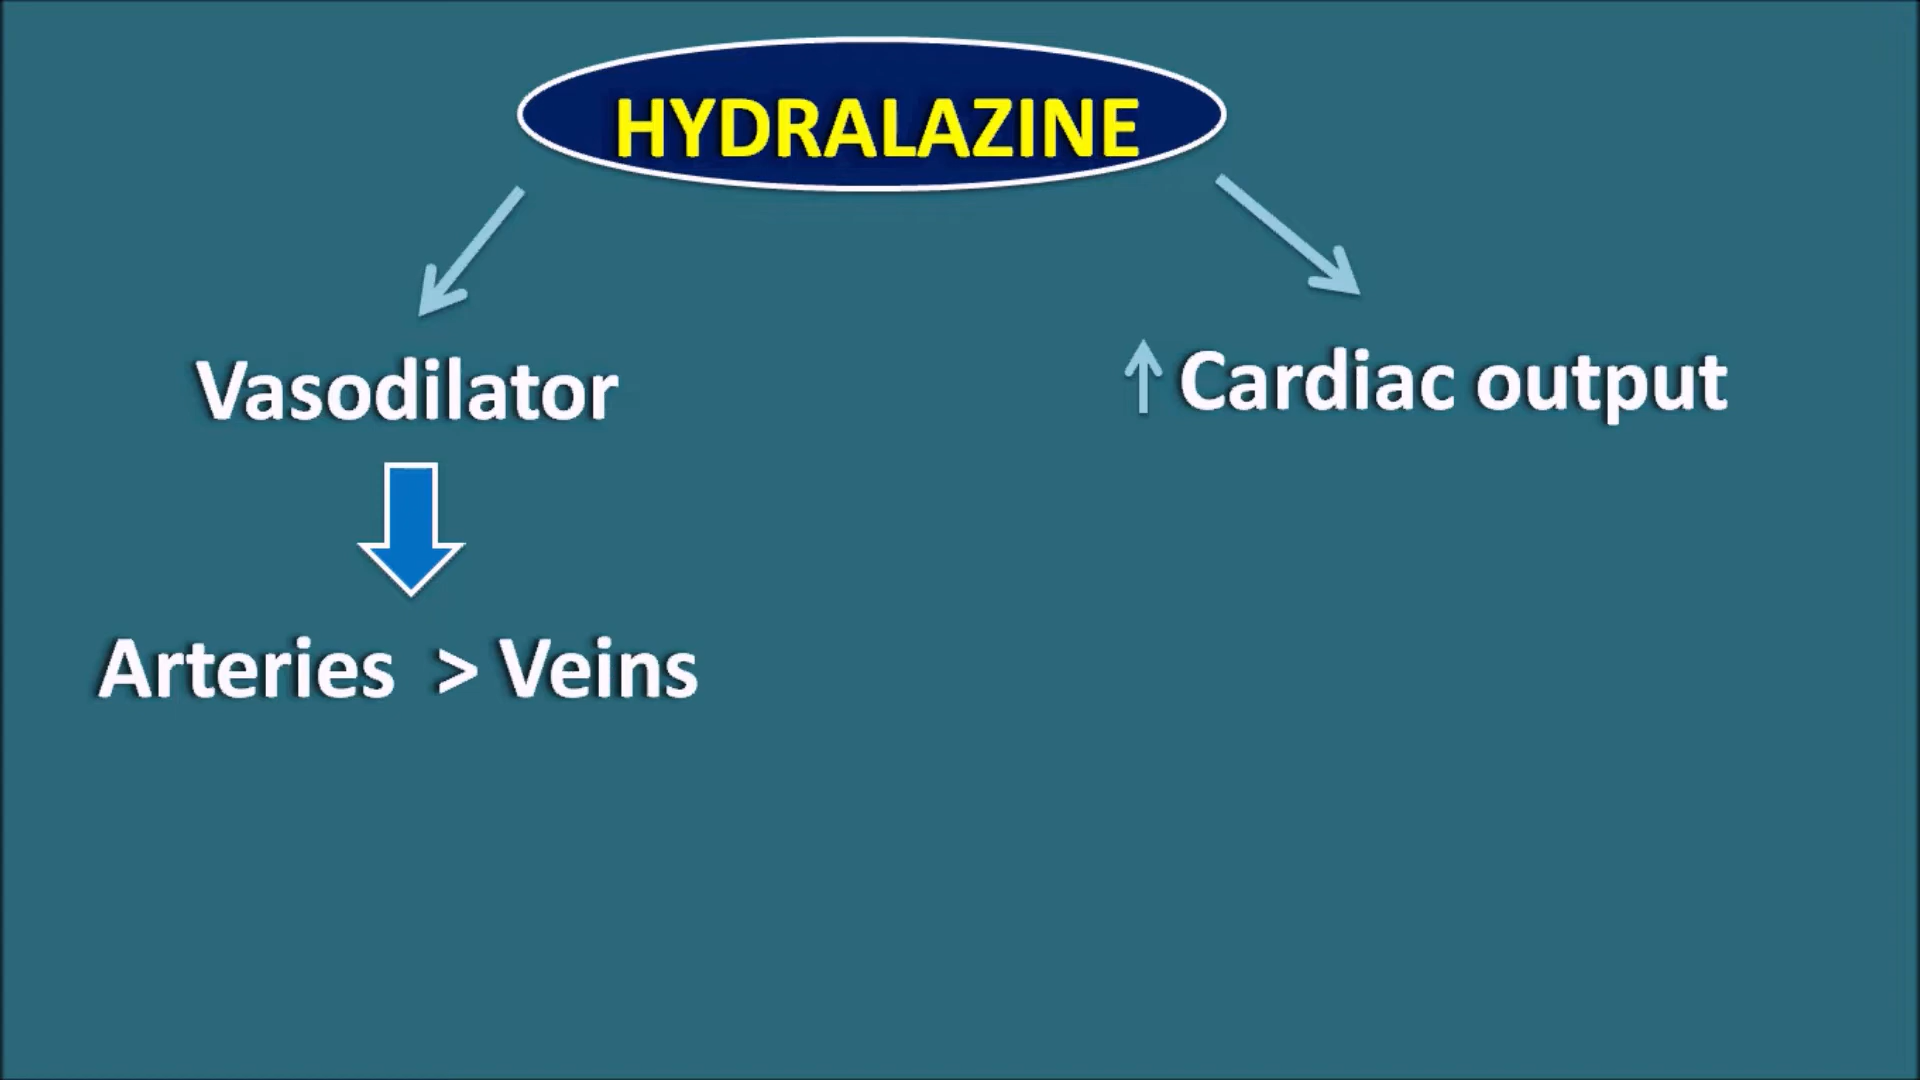 HYDRALAZINE
Vasodilator
↑ Cardiac output
Arteries > Veins